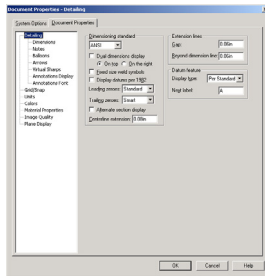 Document Properties - Detailing
System Options
Document Properties
Detailing
Dimensions
Notes
Balloons
Arrows
Virtual Sharps
Annotations Display
Annotations Font
Grid/Snap
Units
Colors
Material Properties
Image Quality
Plane Display
Dimensioning standard
ANSI
Dual dimensions display
On top
On the right
Fixed size weld symbols
Display datums per 1982
Leading zeroes:
Standard
Trailing zeroes:
Smart
Alternate section display
Centerline extension:
0.08in
Extension lines
Gap:
0.06in
Beyond dimension line:
0.06in
Datum feature
Display type:
Per Standard
Next label:
A
OK
Cancel
Help